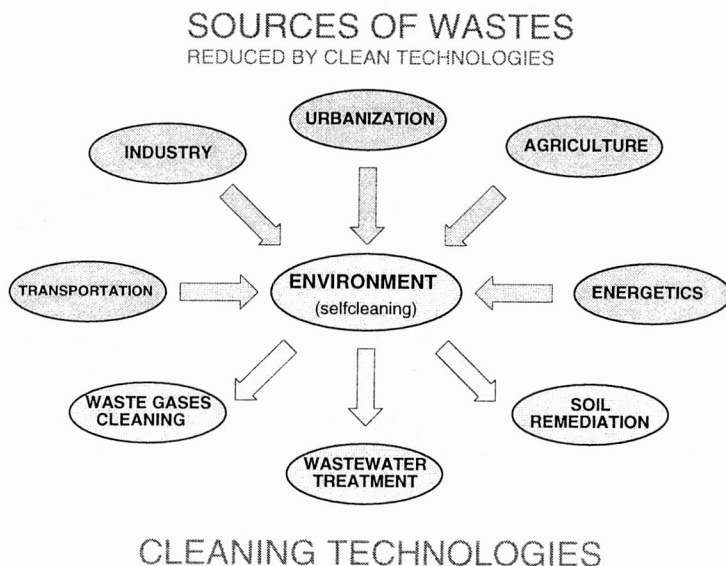 SOURCES OF WASTES
REDUCED BY CLEAN TECHNOLOGIES
URBANIZATION
INDUSTRY
AGRICULTURE
TRANSPORTATION
ENVIRONMENT
(selfcleaning)
ENERGETICS
WASTE GASES
CLEANING
SOIL
REMEDIATION
WASTEWATER
TREATMENT
CLEANING TECHNOLOGIES